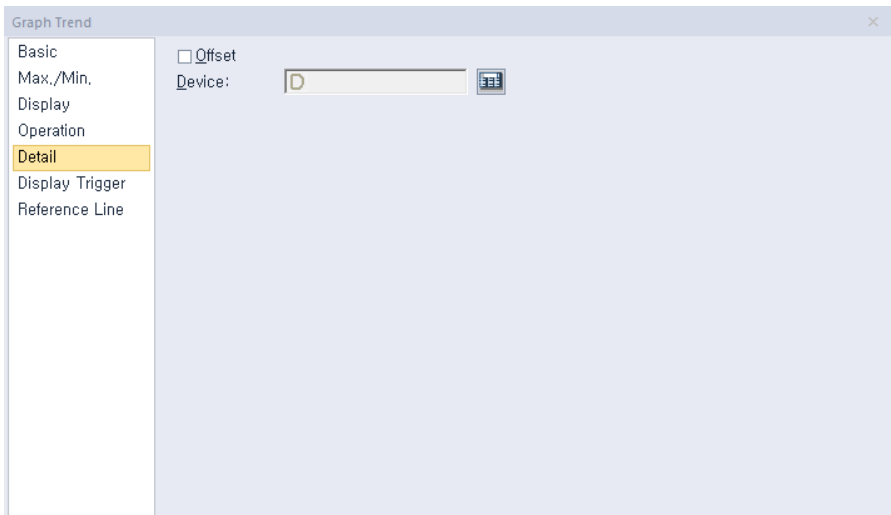 Graph Trend
Basic
Max./Min.
Display
Operation
Detail
Display Trigger
Reference Line
Offset
Device:
D